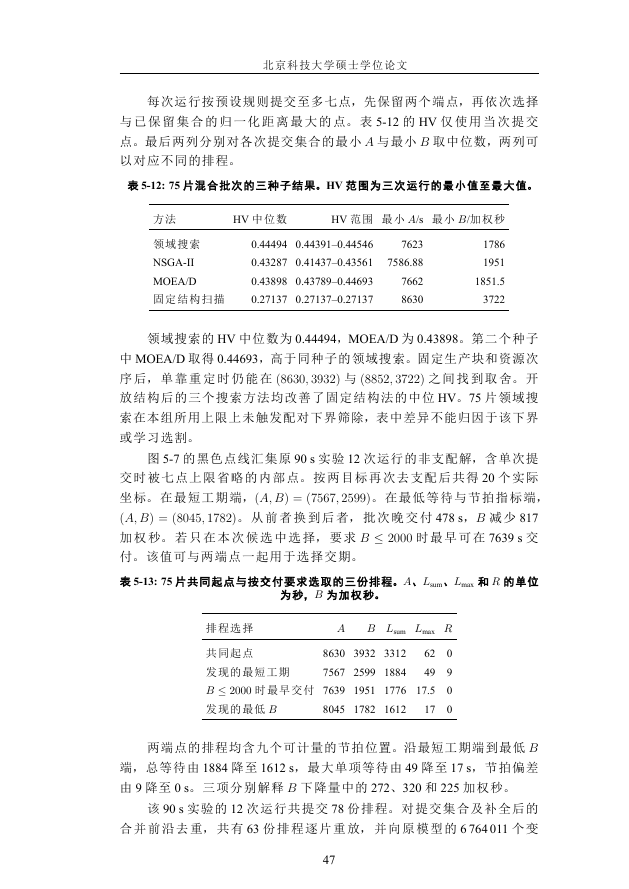 北京科技大学硕士学位论文
每次运行按预设规则提交至多七点，先保留两个端点，再依次选择
与已保留集合的归一化距离最大的点。表 5-12 的 HV 仅使用当次提交
点。最后两列分别对各次提交集合的最小 A 与最小 B 取中位数，两列可
以对应不同的排程。
表 5-12: 75 片混合批次的三种子结果。HV 范围为三次运行的最小值至最大值。
方法 HV 中位数 HV 范围 最小 A/s 最小 B/加权秒
领域搜索 0.44494 0.44391–0.44546 7623 1786
NSGA-II 0.43287 0.41437–0.43561 7586.88 1951
MOEA/D 0.43898 0.43789–0.44693 7662 1851.5
固定结构扫描 0.27137 0.27137–0.27137 8630 3722
领域搜索的 HV 中位数为 0.44494，MOEA/D 为 0.43898。第二个种子
中 MOEA/D 取得 0.44693，高于同种子的领域搜索。固定生产块和资源次
序后，单靠重定时仍能在 (8630, 3932) 与 (8852, 3722) 之间找到取舍。开
放结构后的三个搜索方法均改善了固定结构法的中位 HV。75 片领域搜
索在本组所用上限上未触发配对下界筛除，表中差异不能归因于该下界
或学习选割。
图 5-7 的黑色点线汇集原 90 s 实验 12 次运行的非支配解，含单次提
交时被七点上限省略的内部点。按两目标再次去支配后共得 20 个实际
坐标。在最短工期端，(A, B) = (7567, 2599)。在最低等待与节拍指标端，
(A, B) = (8045, 1782)。从前者换到后者，批次晚交付 478 s，B 减少 817
加权秒。若只在本次候选中选择，要求 B ≤ 2000 时最早可在 7639 s 交
付。该值可与两端点一起用于选择交期。
表 5-13: 75 片共同起点与按交付要求选取的三份排程。A、Lsum、Lmax 和 R 的单位
为秒，B 为加权秒。
排程选择 A B Lsum Lmax R
共同起点 8630 3932 3312 62 0
发现的最短工期 7567 2599 1884 49 9
B ≤ 2000 时最早交付 7639 1951 1776 17.5 0
发现的最低 B 8045 1782 1612 17 0
两端点的排程均含九个可计量的节拍位置。沿最短工期端到最低 B
端，总等待由 1884 降至 1612 s，最大单项等待由 49 降至 17 s，节拍偏差
由 9 降至 0 s。三项分别解释 B 下降量中的 272、320 和 225 加权秒。
该 90 s 实验的 12 次运行共提交 78 份排程。对提交集合及补全后的
合并前沿去重，共有 63 份排程逐片重放，并向原模型的 6 764 011 个变
47